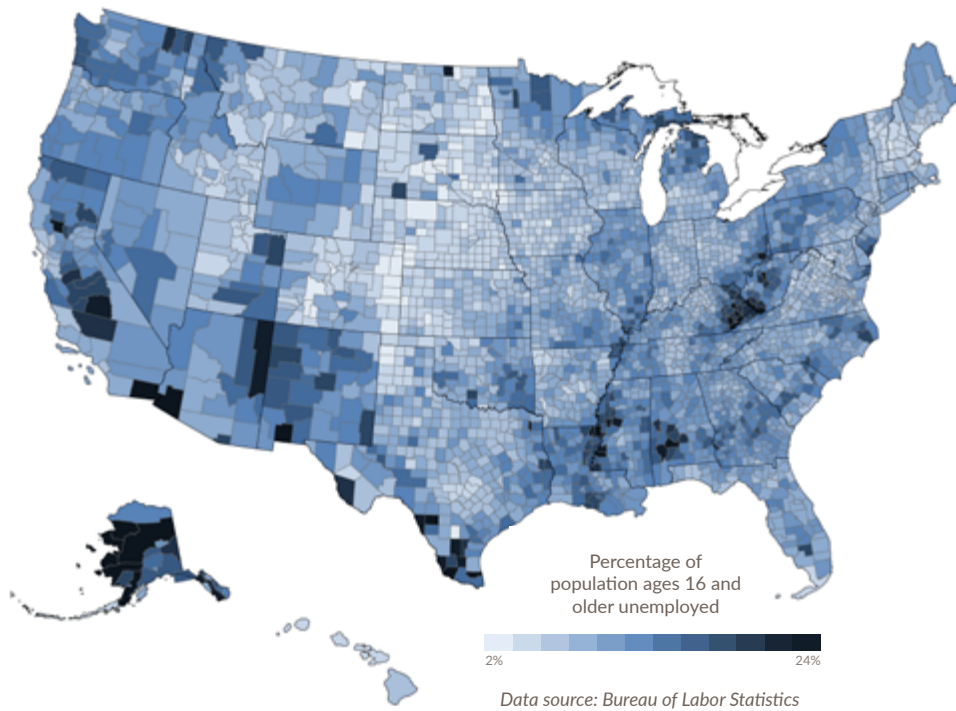 Percentage of
population ages 16 and
older unemployed
2% 24%
Data source: Bureau of Labor Statistics